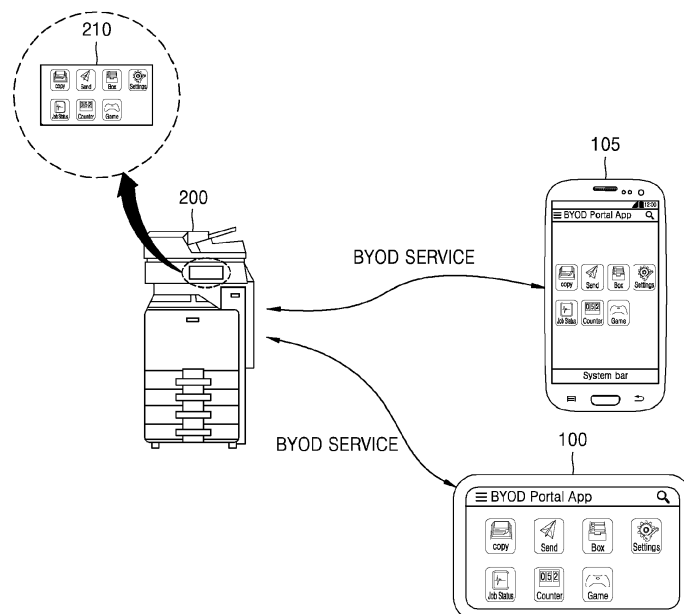 210
copy Send Box Settings
Job Status Counter Game
200
BYOD SERVICE
105
12:00
BYOD Portal App
copy Send Box Settings
052
Job Status Counter Game
System bar
BYOD SERVICE
100
BYOD Portal App
copy Send Box Settings
052
Job Status Counter Game